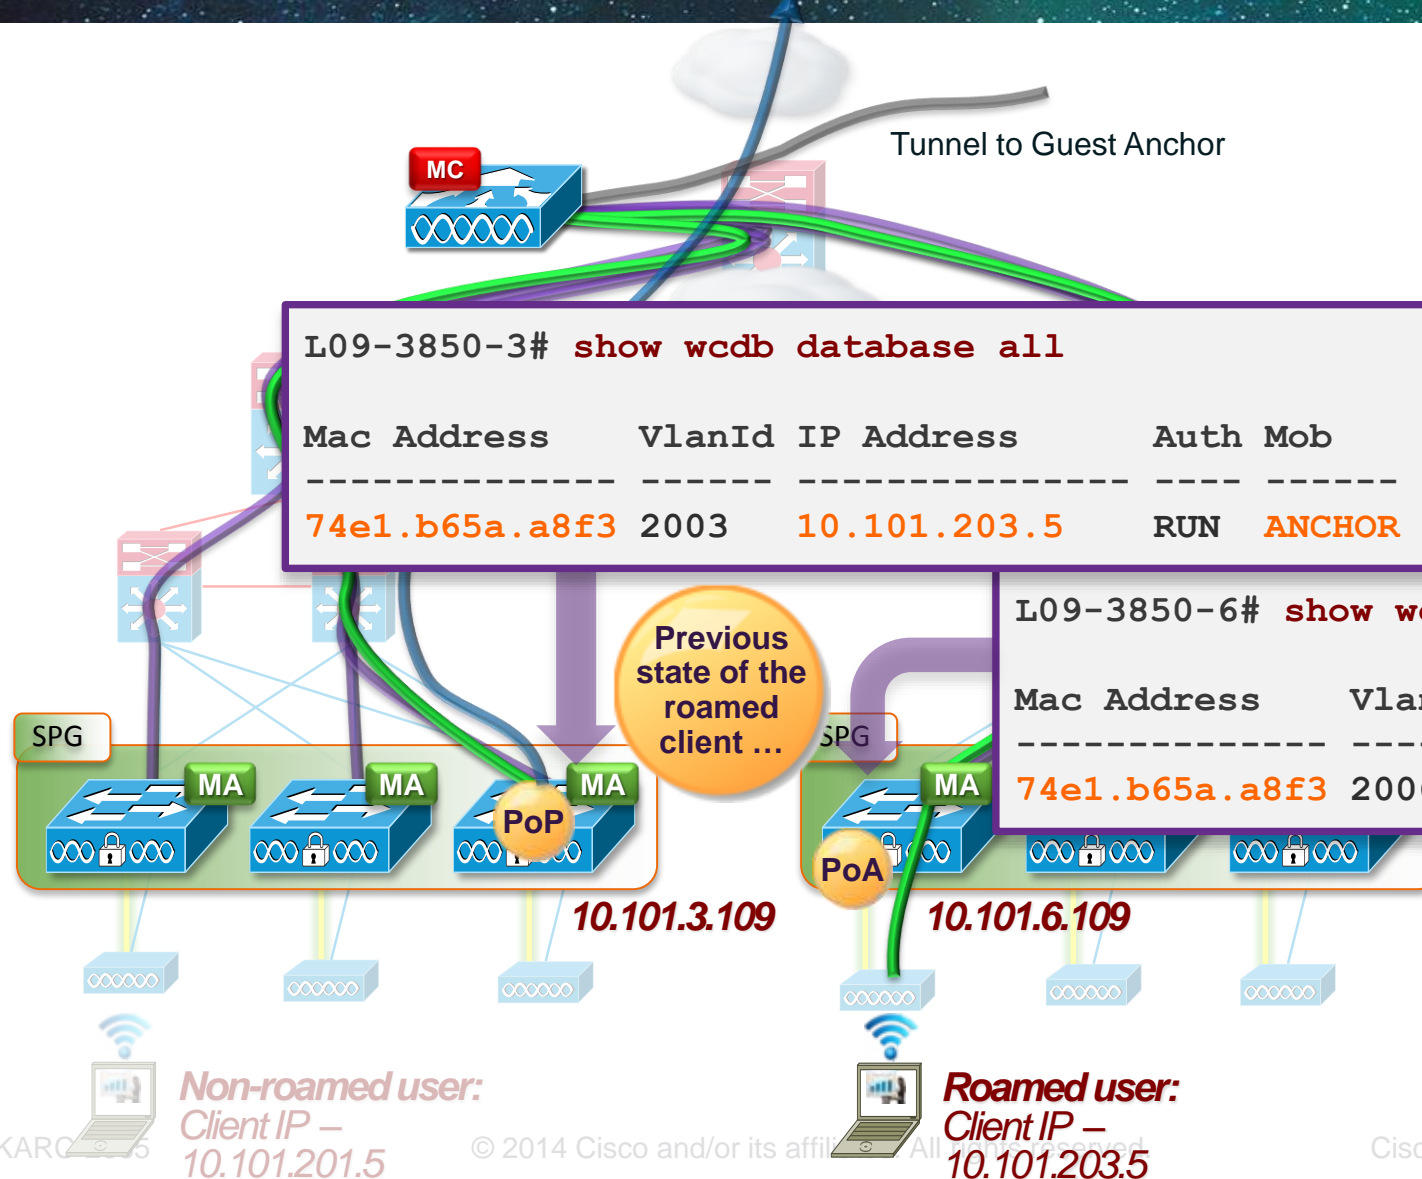 Tunnel to Guest Anchor
MC
L09-3850-3# show wcdb database all
Mac Address VlanId IP Address Auth Mob
-------------- ------ --------------- ---- ------
74e1.b65a.a8f3 2003 10.101.203.5 RUN ANCHOR
Previous
state of the
roamed
client …
L09-3850-6# show
Mac Address
--------------
74e1.b65a.a8f3
SPG
MA
MA
MA
PoP
SPG
MA
PoA
10.101.3.109
10.101.6.109
Non-roamed user:
Client IP –
10.101.201.5
Roamed user:
Client IP –
10.101.203.5
© 2014 Cisco and/or its All rights reserved.